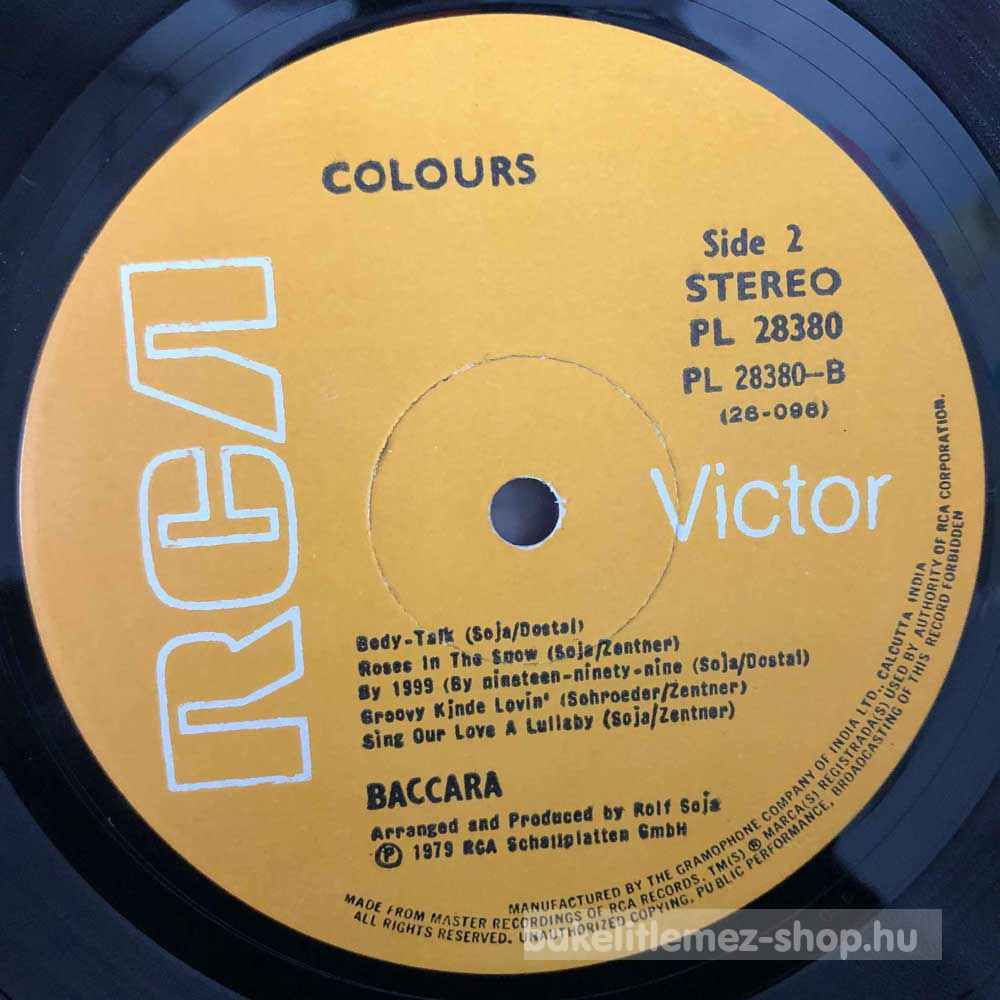 COLOURS
Side 2
STEREO
PL 28380
PL 28380-B
(26-096)
RCA
Victor
Body-Talk (Soja/Dostal)
Roses In The Snow (Soja/Zentner)
By 1999 (By nineteen-ninety-nine (Soja/Dostal)
Groovy Kjnde Lovin' (Sohroeder/Zentner)
Sing Our Love A Lullaby (Soja/Zentner)
BACCARA
Arranged and Produced by Rolf Soja
Ⓟ 1979 RCA Schallplatten GmbH
MANUFACTURED BY THE GRAMOPHONE COMPANY OF INDIA LTD., CALCUTTA, INDIA
MADE FROM MASTER RECORDINGS OF RCA RECORDS. TM(S) ® MARCA(S) REGISTRADA(S) USED BY AUTHORITY OF RCA CORPORATION.
ALL RIGHTS RESERVED. UNAUTHORIZED COPYING, PUBLIC PERFORMANCE, BROADCASTING OF THIS RECORD FORBIDDEN
bakelitlemez-shop.hu